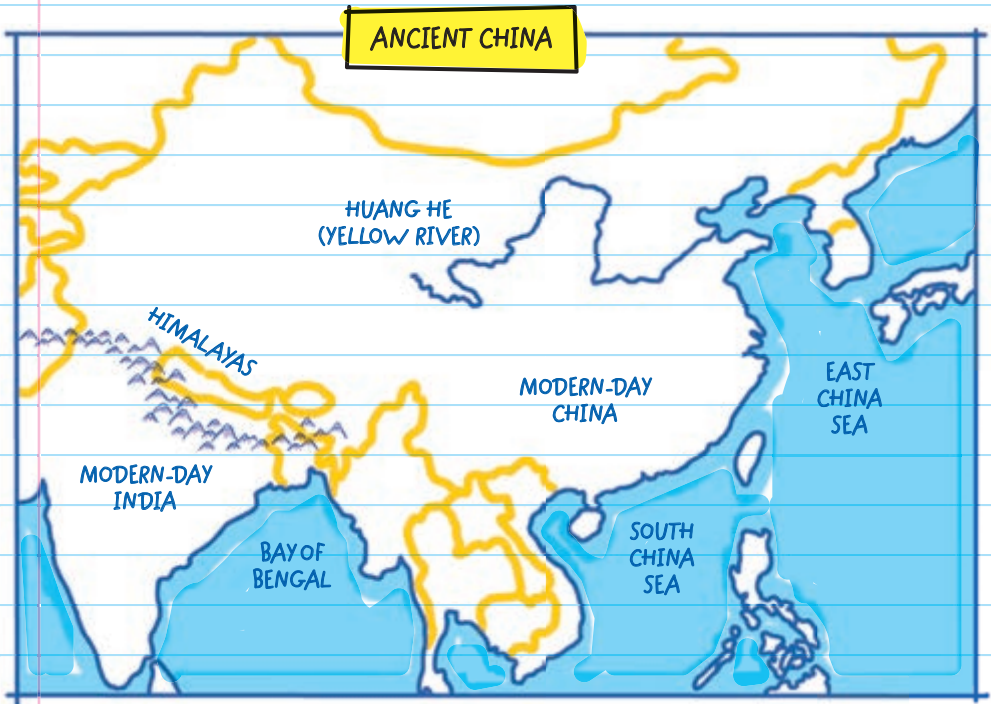 ANCIENT CHINA
HUANG HE
(YELLOW RIVER)
HIMALAYAS
MODERN-DAY
CHINA
EAST
CHINA
SEA
MODERN-DAY
INDIA
BAY OF
BENGAL
SOUTH
CHINA
SEA